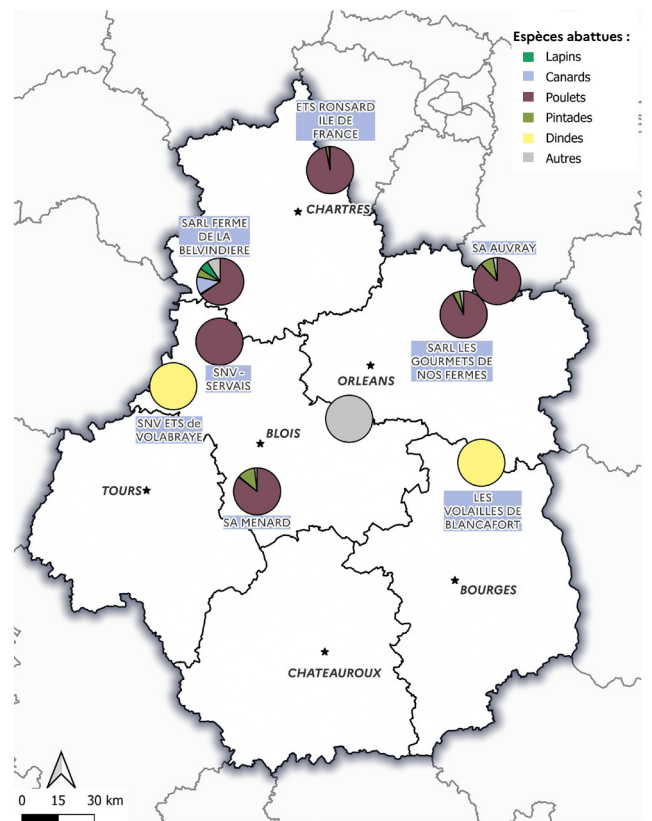 Espèces abattues :
Lapins
Canards
Poulets
Pintades
Dindes
Autres
ETS RONSARD
ILE DE
FRANCE
CHARTRES
SARL FERME
DE LA
BELVINDIERE
SA AUVRAY
SARL LES
GOURMETS DE
NOS FERMES
SNV -
SERVAIS
ORLEANS
SNV ETS de
VOLABRAYE
BLOIS
TOURS
SA MENARD
LES
VOLAILLES DE
BLANCAFORT
BOURGES
CHATEAUROUX
0 15 30 km